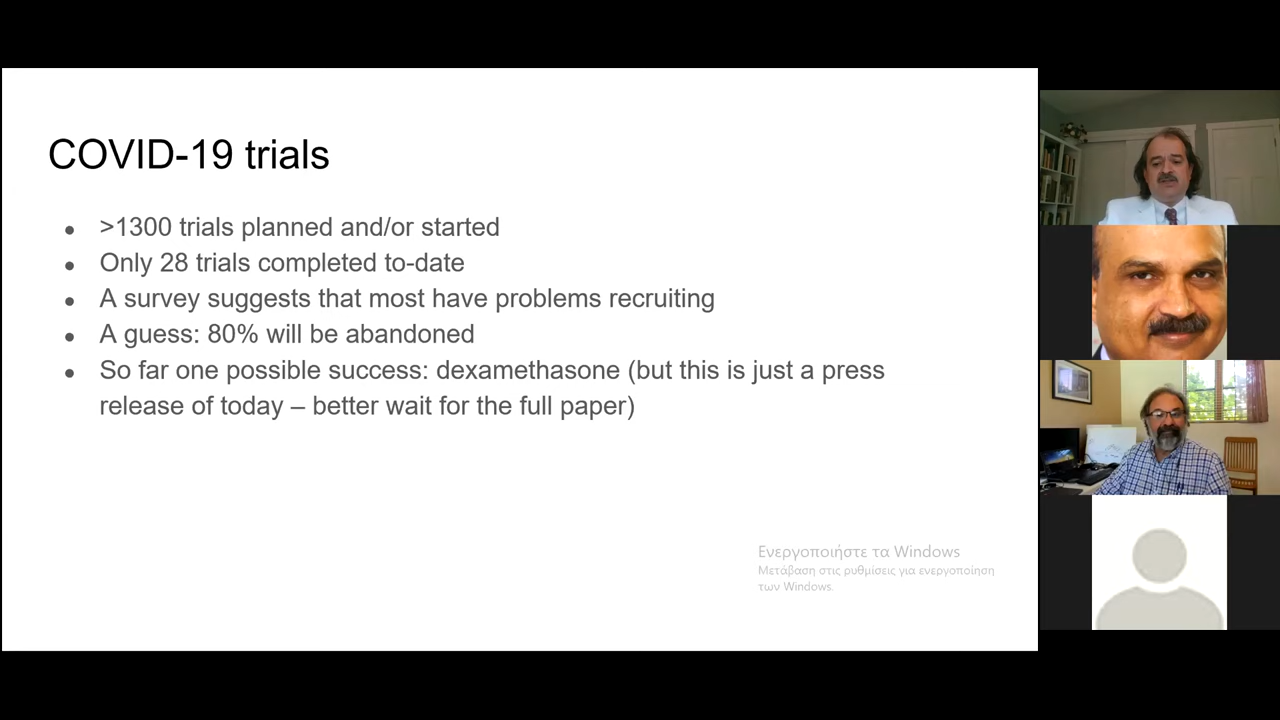 COVID-19 trials
● >1300 trials planned and/or started
● Only 28 trials completed to-date
● A survey suggests that most have problems recruiting
● A guess: 80% will be abandoned
● So far one possible success: dexamethasone (but this is just a press
release of today – better wait for the full paper)
Ενεργοποιήστε τα Windows
Μετάβαση στις ρυθμίσεις για ενεργοποίηση
των Windows.